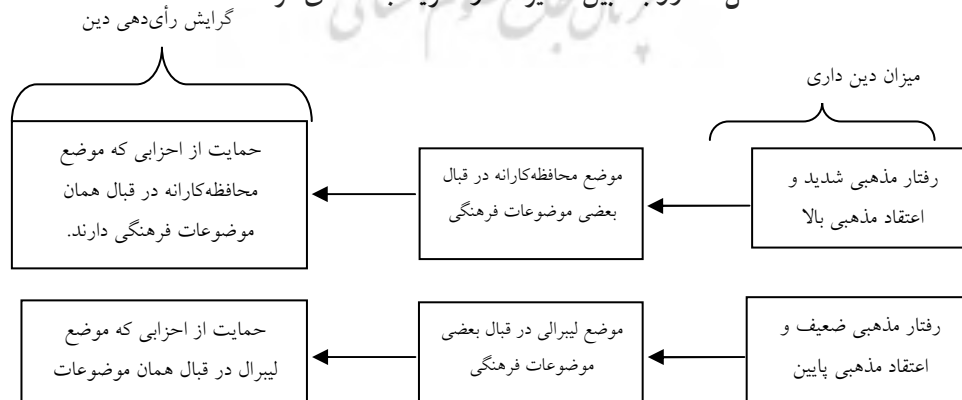 گرایش رأی‌دهی دین
میزان دین داری
رفتار مذهبی شدید و
اعتقاد مذهبی بالا
موضع محافظه‌کارانه در قبال
بعضی موضوعات فرهنگی
حمایت از احزابی که موضع
محافظه‌کارانه در قبال همان
موضوعات فرهنگی دارند.
رفتار مذهبی ضعیف و
اعتقاد مذهبی پایین
موضع لیبرالی در قبال بعضی
موضوعات فرهنگی
حمایت از احزابی که موضع
لیبرال در قبال همان موضوعات